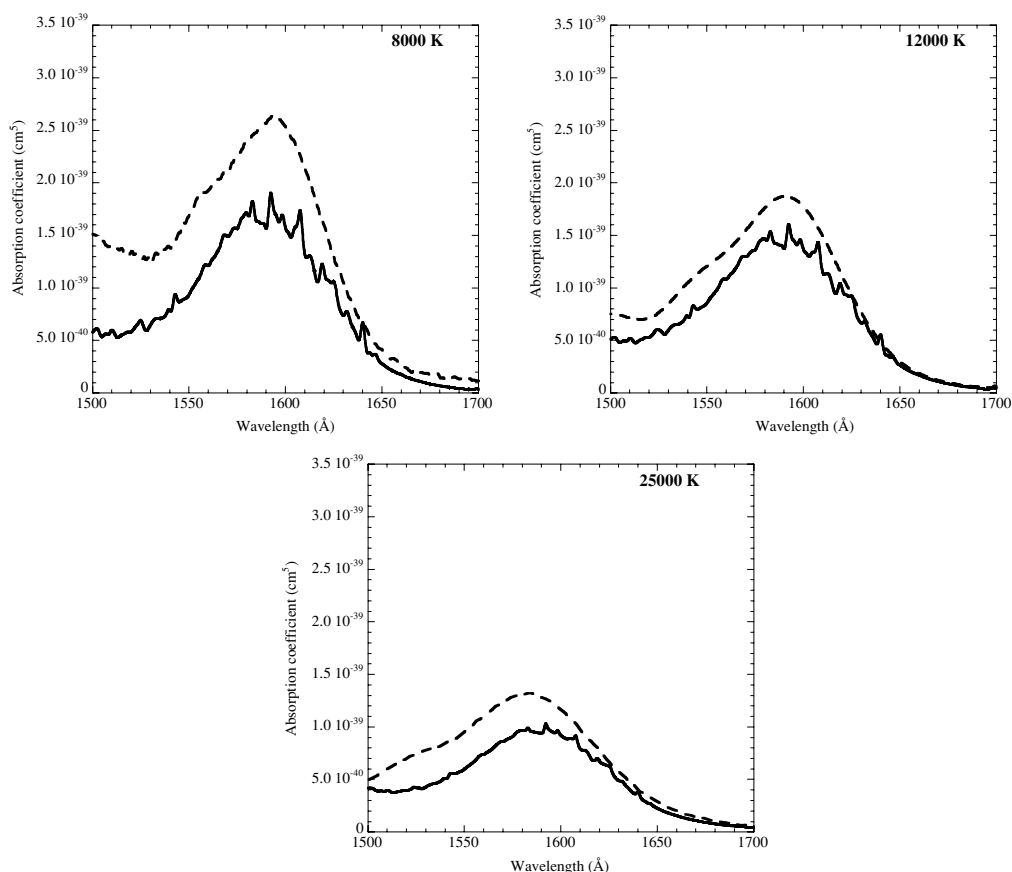 8000 K
3.5 10⁻³⁹
3.0 10⁻³⁹
2.5 10⁻³⁹
2.0 10⁻³⁹
1.5 10⁻³⁹
1.0 10⁻³⁹
5.0 10⁻⁴⁰
0
1500 1550 1600 1650 1700
Absorption coefficient (cm⁵)
Wavelength (Å)
12000 K
3.5 10⁻³⁹
3.0 10⁻³⁹
2.5 10⁻³⁹
2.0 10⁻³⁹
1.5 10⁻³⁹
1.0 10⁻³⁹
5.0 10⁻⁴⁰
0
1500 1550 1600 1650 1700
Absorption coefficient (cm⁵)
Wavelength (Å)
25000 K
3.5 10⁻³⁹
3.0 10⁻³⁹
2.5 10⁻³⁹
2.0 10⁻³⁹
1.5 10⁻³⁹
1.0 10⁻³⁹
5.0 10⁻⁴⁰
0
1500 1550 1600 1650 1700
Absorption coefficient (cm⁵)
Wavelength (Å)